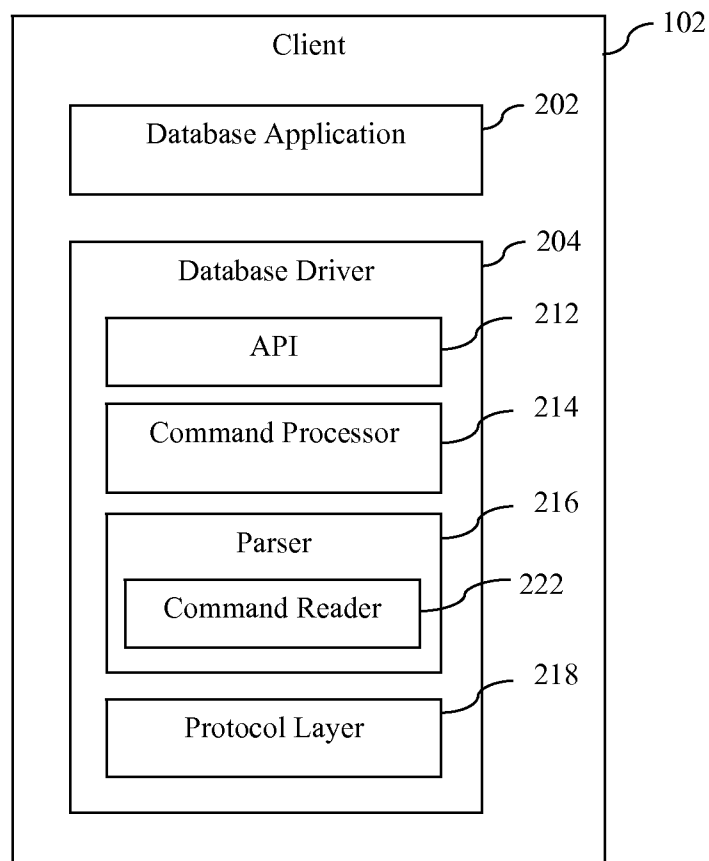 Client
102
Database Application
202
Database Driver
204
API
212
Command Processor
214
Parser
216
Command Reader
222
Protocol Layer
218